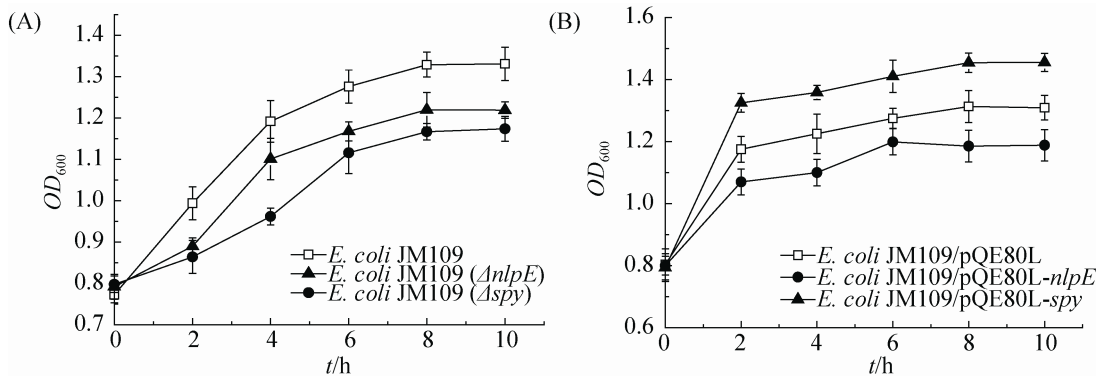 (A)
1.4
1.3
1.2
1.1
1.0
0.9
0.8
0.7
OD600
0 2 4 6 8 10
t/h
E. coli JM109
E. coli JM109 (ΔnlpE)
E. coli JM109 (Δspy)
(B)
1.6
1.4
1.2
1.0
0.8
0.6
OD600
0 2 4 6 8 10
t/h
E. coli JM109/pQE80L
E. coli JM109/pQE80L-nlpE
E. coli JM109/pQE80L-spy